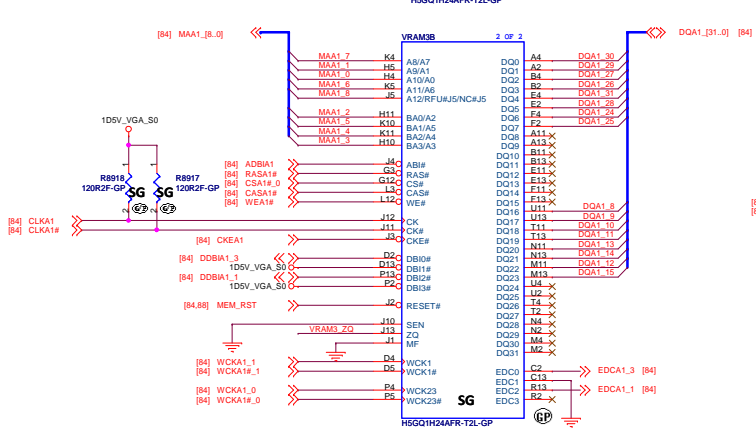 H5GQ1H24AFR-T2L-GP
[84] MAA1_[8..0]
VRAM3B
2 OF 2
DQA1_[31..0] [84]
MAA1_7 K4 A8/A7
MAA1_1 H5 A9/A1
MAA1_0 H4 A10/A0
MAA1_6 K5 A11/A6
MAA1_8 J5 A12/RFU#J5/NC#J5
MAA1_2 H11 BA0/A2
MAA1_5 K10 BA1/A5
MAA1_4 K11 BA2/A4
MAA1_3 H10 BA3/A3
DQ0 A4 DQA1_30
DQ1 A2 DQA1_29
DQ2 B4 DQA1_27
DQ3 B2 DQA1_26
DQ4 E4 DQA1_31
DQ5 E2 DQA1_28
DQ6 F4 DQA1_24
DQ7 F2 DQA1_25
DQ8 A11
DQ9 A13
DQ10 B11
DQ11 B13
DQ12 E11
DQ13 E13
DQ14 F11
DQ15 F13
DQ16 U11 DQA1_8
DQ17 U13 DQA1_9
DQ18 T11 DQA1_10
DQ19 T13 DQA1_11
DQ20 N11 DQA1_13
DQ21 N13 DQA1_14
DQ22 M11 DQA1_12
DQ23 M13 DQA1_15
DQ24 U4
DQ25 U2
DQ26 T4
DQ27 T2
DQ28 N4
DQ29 N2
DQ30 M4
DQ31 M2
EDC0 C2 EDCA1_3 [84]
EDC1 C13
EDC2 R13 EDCA1_1 [84]
EDC3 R2
1D5V_VGA_S0
R8918
120R2F-GP
1
2
SG
GP
R8917
120R2F-GP
1
2
SG
GP
[84] ADBIA1 J4 ABI#
[84] RASA1# G3 RAS#
[84] CSA1#_0 G12 CS#
[84] CASA1# L3 CAS#
[84] WEA1# L12 WE#
[84] CLKA1 J12 CK
[84] CLKA1# J11 CK#
[84] CKEA1 J3 CKE#
[84] DDBIA1_3 D2 DBI0#
1D5V_VGA_S0 D13 DBI1#
[84] DDBIA1_1 P13 DBI2#
1D5V_VGA_S0 P2 DBI3#
[84,88] MEM_RST J2 RESET#
J10 SEN
VRAM3_ZQ J13 ZQ
J1 MF
[84] WCKA1_1 D4 WCK1
[84] WCKA1#_1 D5 WCK1#
[84] WCKA1_0 P4 WCK23
[84] WCKA1#_0 P5 WCK23#
SG
GP
H5GQ1H24AFR-T2L-GP